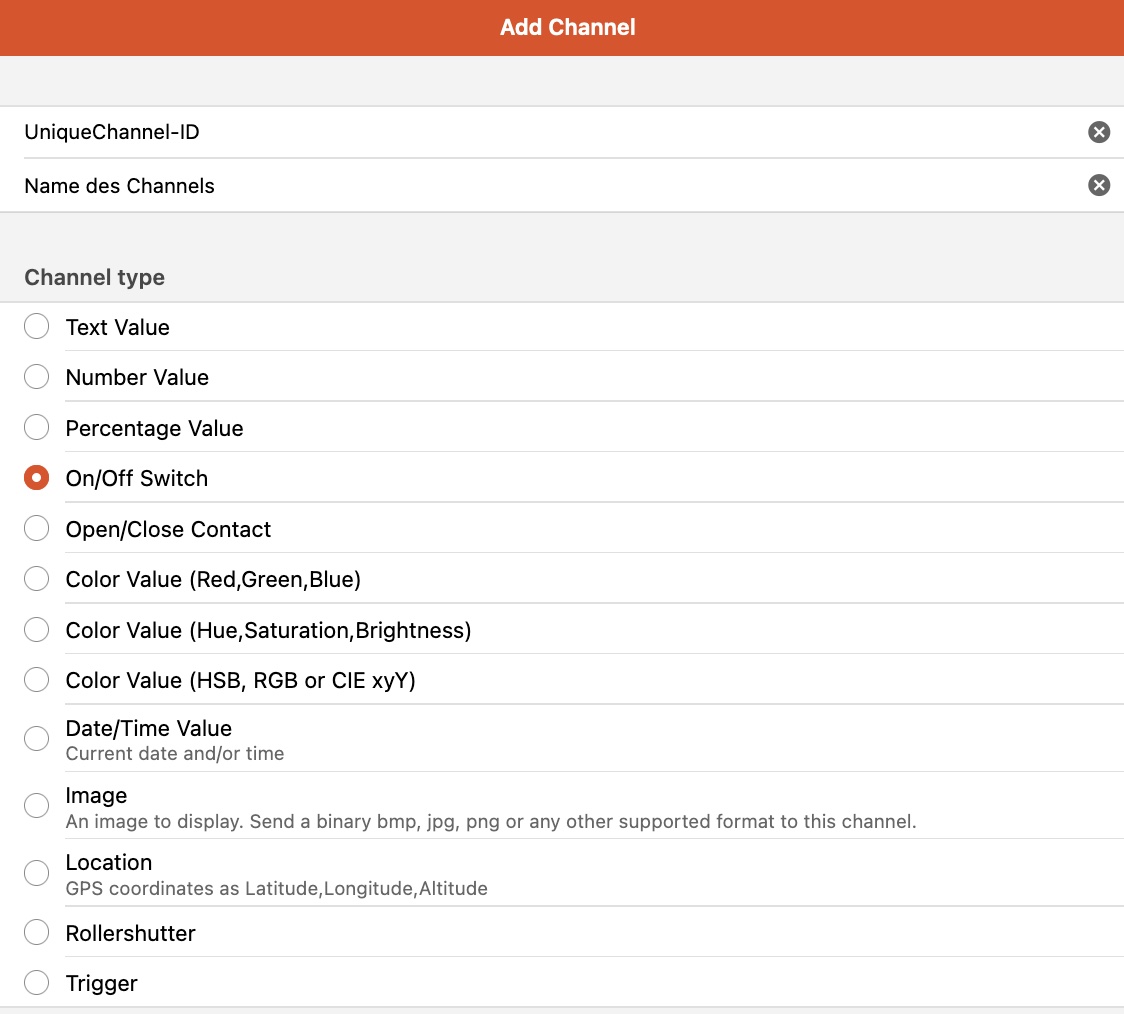 Add Channel
UniqueChannel-ID
Name des Channels
Channel type
Text Value
Number Value
Percentage Value
On/Off Switch
Open/Close Contact
Color Value (Red,Green,Blue)
Color Value (Hue,Saturation,Brightness)
Color Value (HSB, RGB or CIE xyY)
Date/Time Value
Current date and/or time
Image
An image to display. Send a binary bmp, jpg, png or any other supported format to this channel.
Location
GPS coordinates as Latitude,Longitude,Altitude
Rollershutter
Trigger